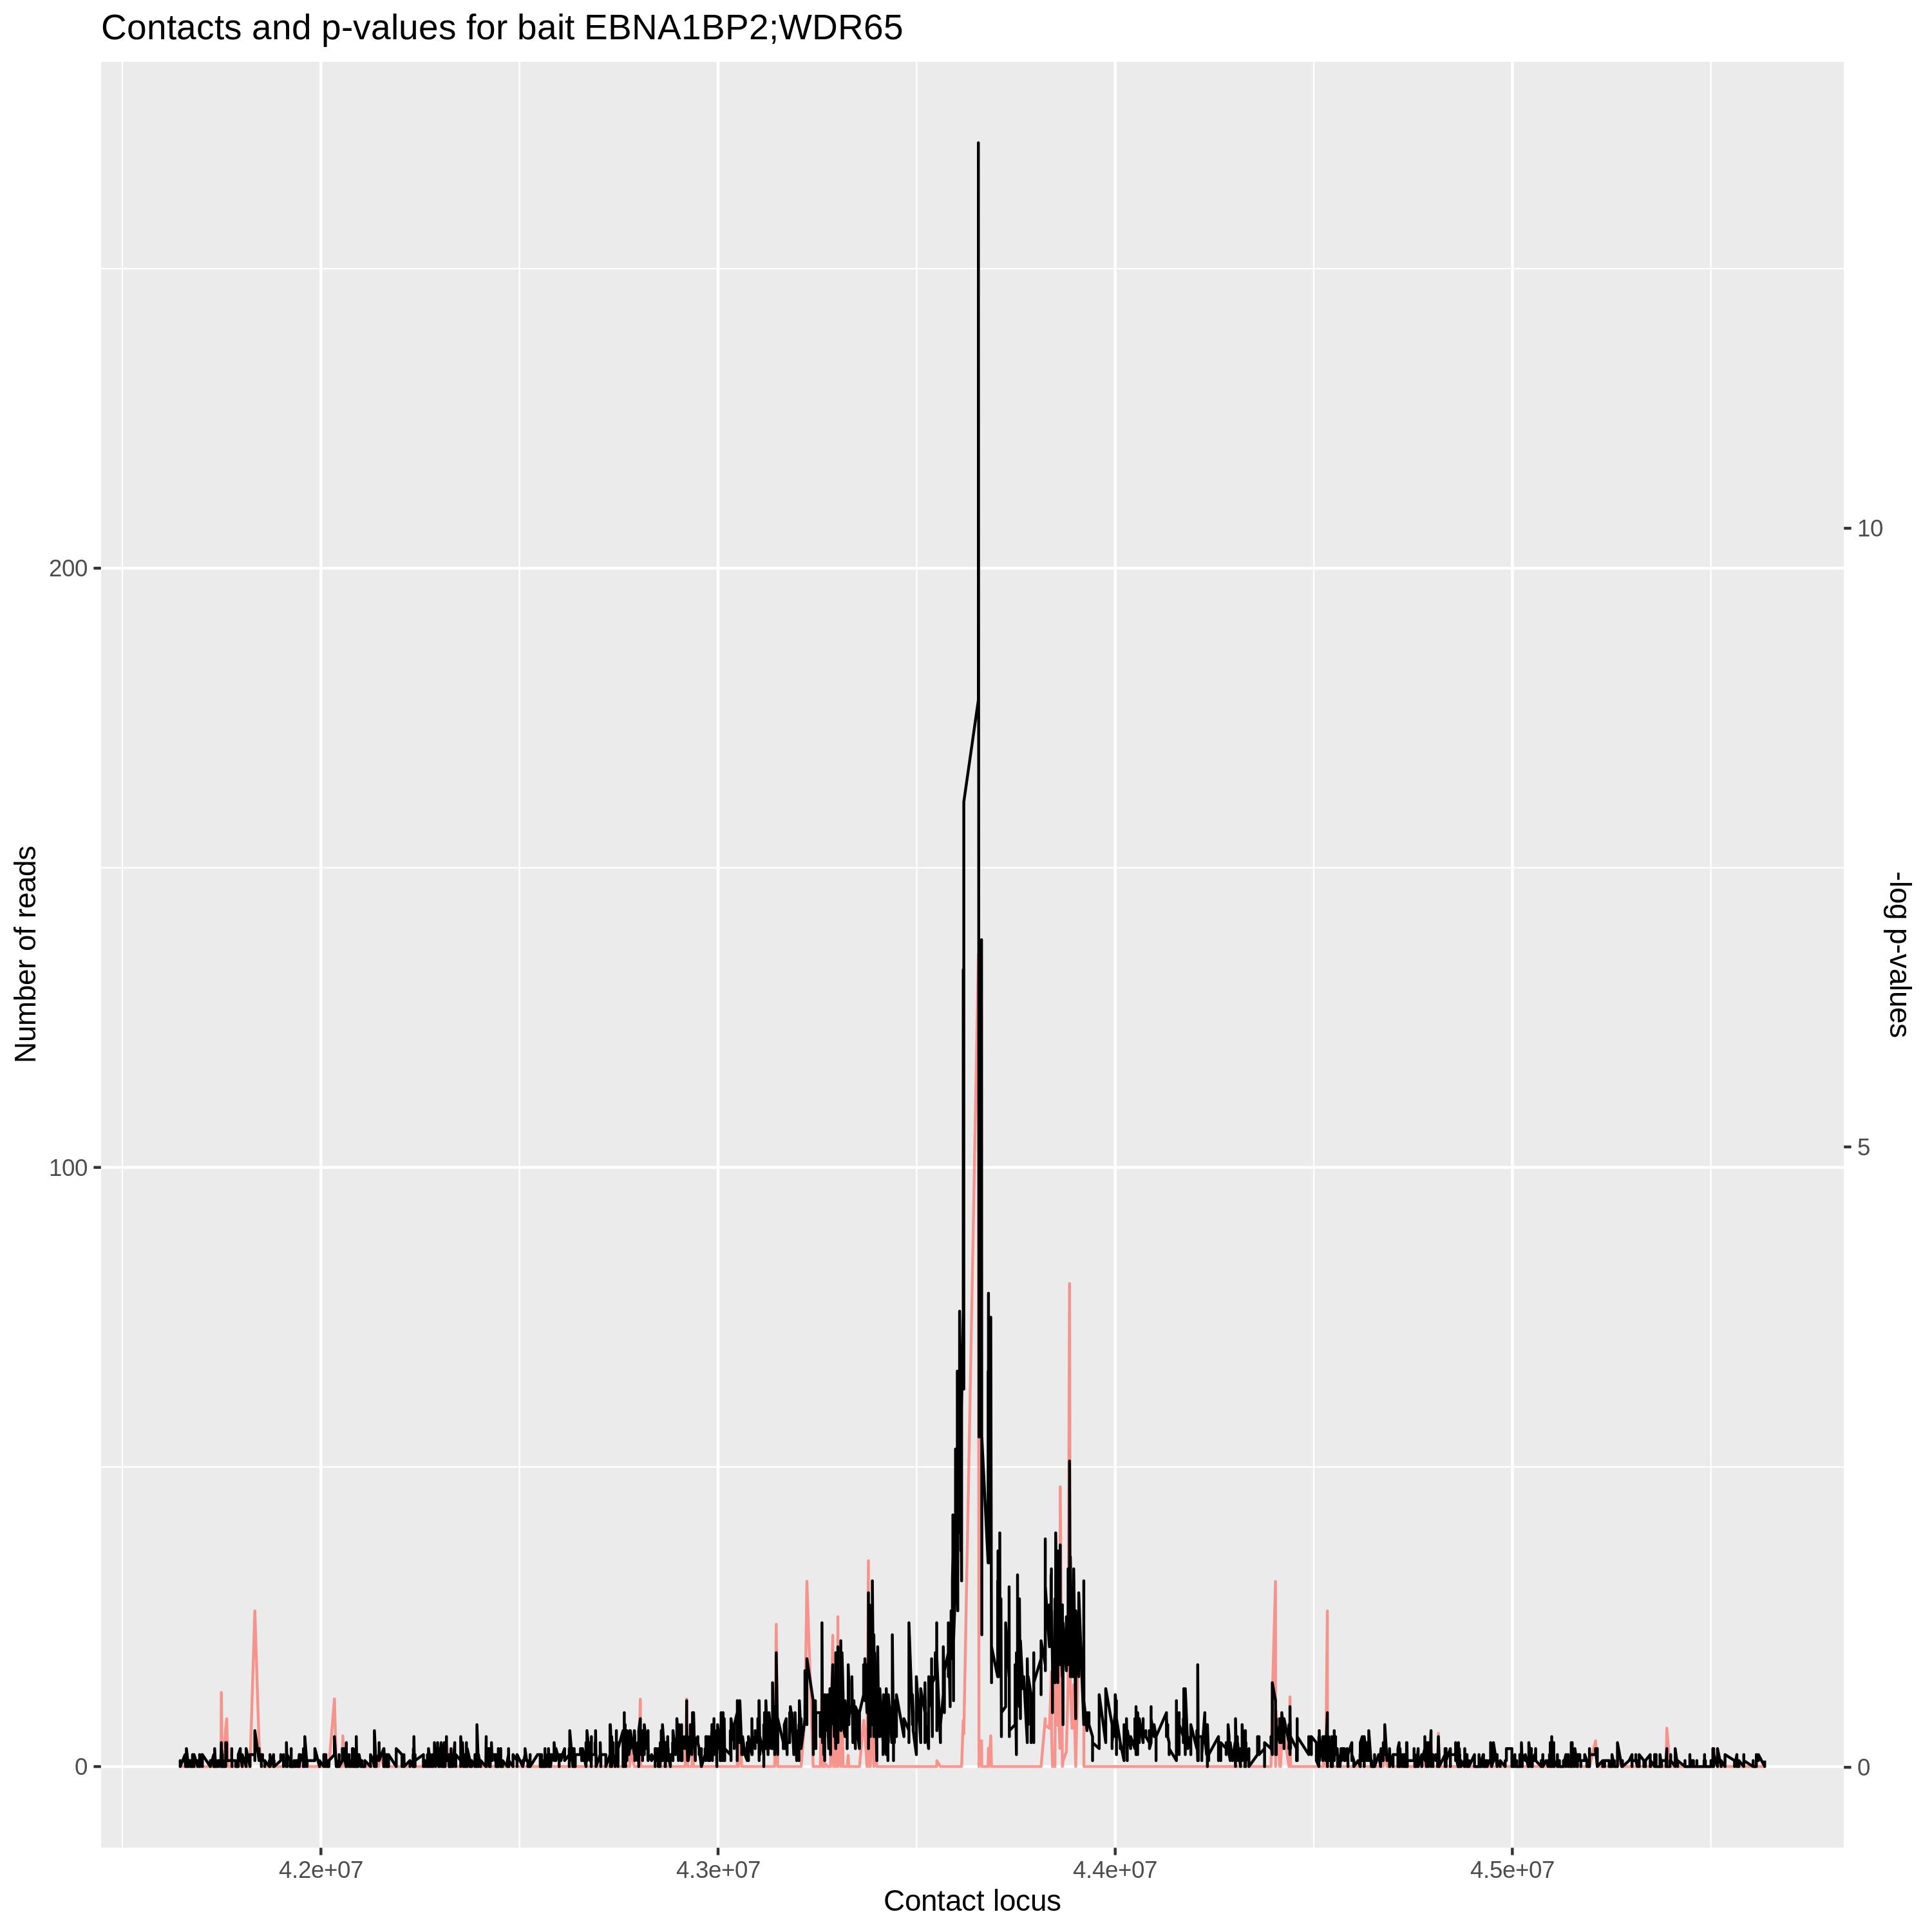 Contacts and p-values for bait EBNA1BP2;WDR65
Number of reads
200
100
0
10
5
0
-log p-values
4.2e+07
4.3e+07
4.4e+07
4.5e+07
Contact locus